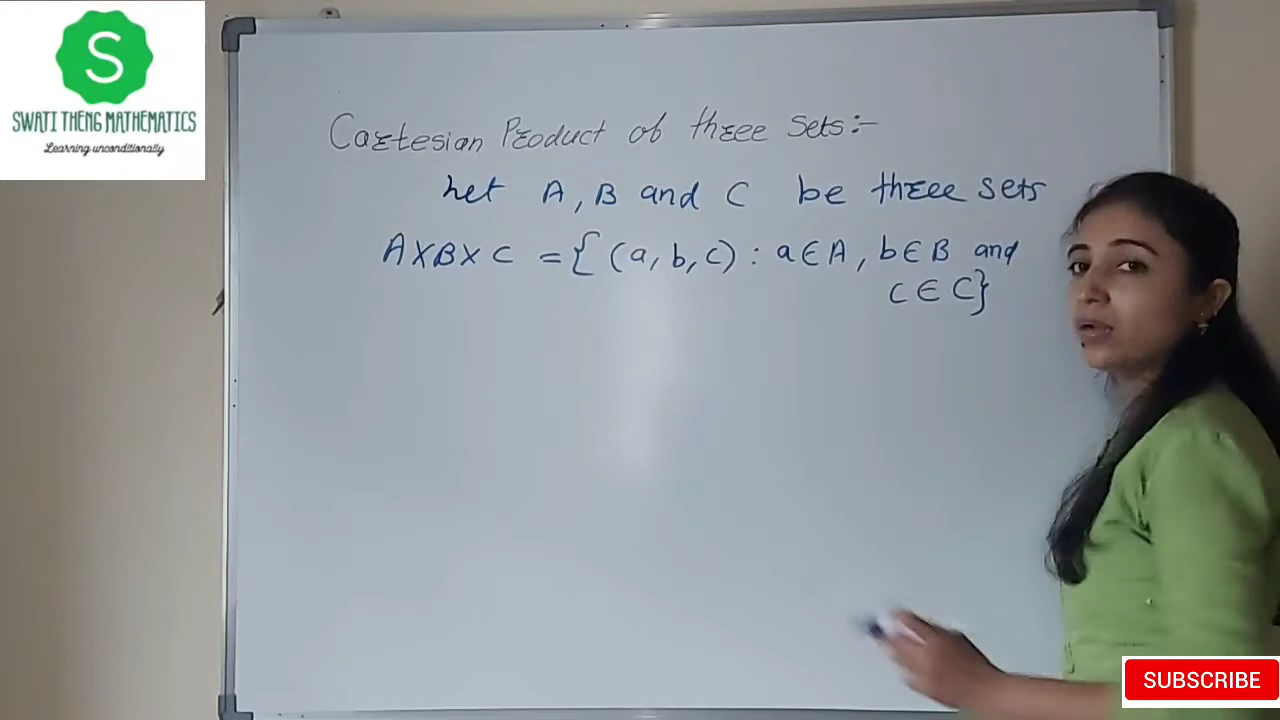 S
SWATI THENG MATHEMATICS
Learning unconditionally
Cartesian Product of three sets:-
Let A, B and C be three sets
A×B×C = { (a, b, c) : a∈A, b∈B and
c∈C}
SUBSCRIBE